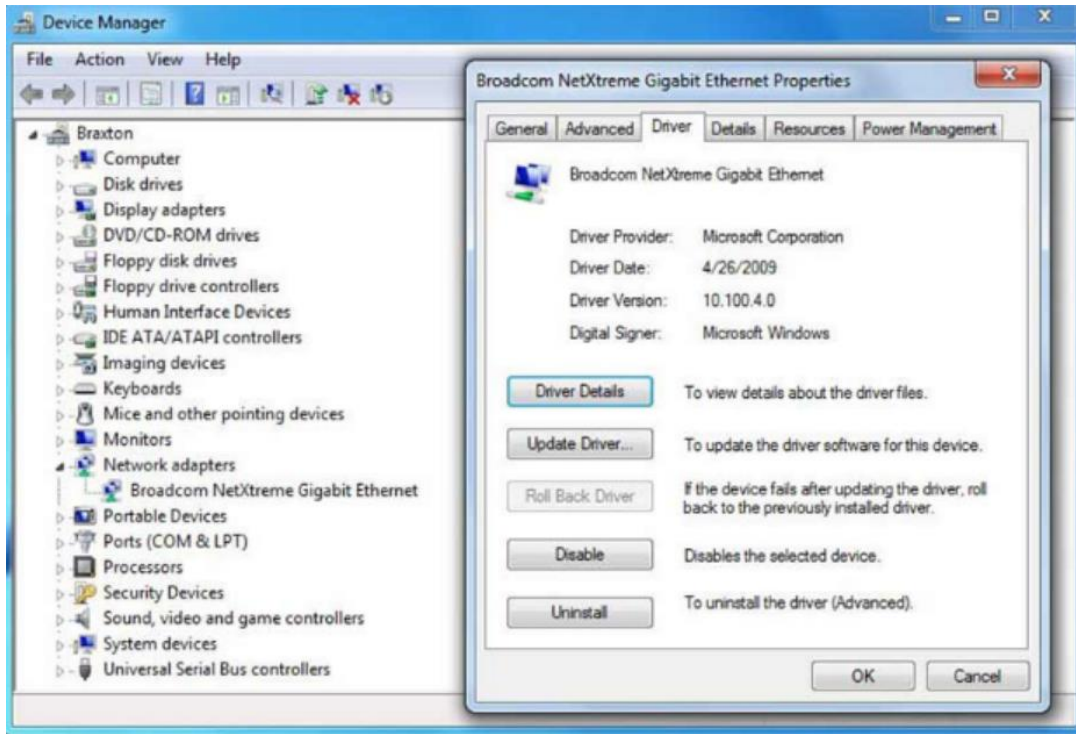 Device Manager
File Action View Help
Braxton
Computer
Disk drives
Display adapters
DVD/CD-ROM drives
Floppy disk drives
Floppy drive controllers
Human Interface Devices
IDE ATA/ATAPI controllers
Imaging devices
Keyboards
Mice and other pointing devices
Monitors
Network adapters
Broadcom NetXtreme Gigabit Ethernet
Portable Devices
Ports (COM & LPT)
Processors
Security Devices
Sound, video and game controllers
System devices
Universal Serial Bus controllers
Broadcom NetXtreme Gigabit Ethernet Properties
General Advanced Driver Details Resources Power Management
Broadcom NetXtreme Gigabit Ethernet
Driver Provider: Microsoft Corporation
Driver Date: 4/26/2009
Driver Version: 10.100.4.0
Digital Signer: Microsoft Windows
Driver Details To view details about the driver files.
Update Driver... To update the driver software for this device.
Roll Back Driver If the device fails after updating the driver, roll
back to the previously installed driver.
Disable Disables the selected device.
Uninstall To uninstall the driver (Advanced).
OK Cancel